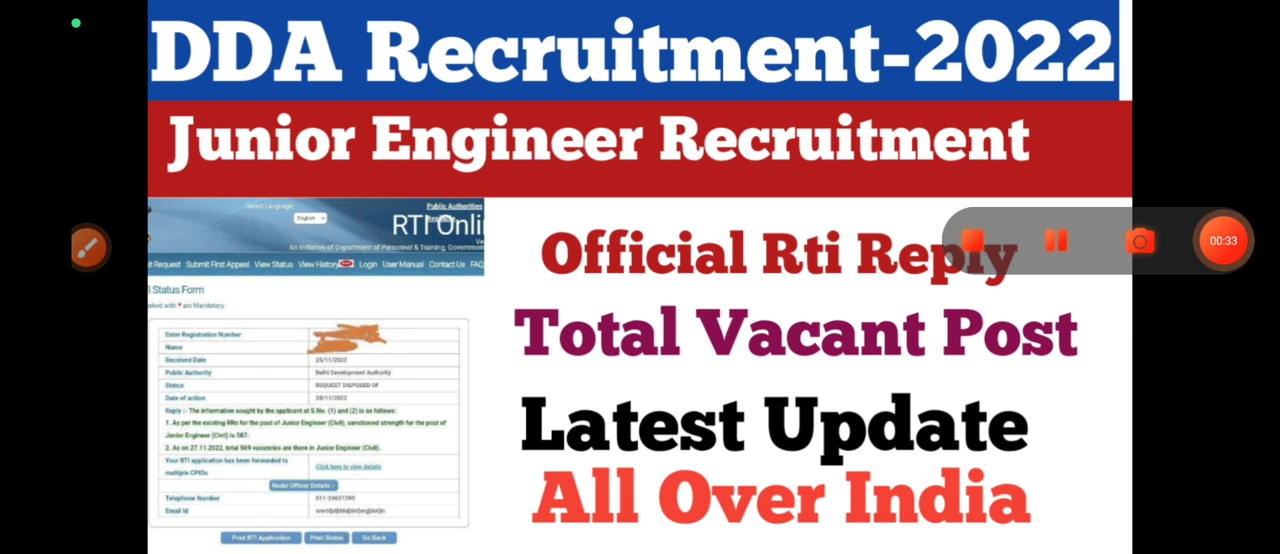 DDA Recruitment-2022
Junior Engineer Recruitment
Select Language
English
Public Authorities
RTI Onli
An Initiative of Department of Personnel & Training, Governmen
Request Submit First Appeal View Status View History Login User Manual Contact Us FAQ
Status Form
with * are Mandatory.
Enter Registration Number
Name
Received Date 25/11/2022
Public Authority Delhi Development Authority
Status REQUEST DISPOSED OF
Date of action 28/11/2022
Reply :- The information sought by the applicant at S.No. (1) and (2) is as follows:
1. As per the existing RRs for the post of Junior Engineer (Civil), sanctioned strength for the post of
Junior Engineer (Civil) is 587.
2. As on 27.11.2022, total 569 vacancies are there in Junior Engineer (Civil).
Your RTI application has been forwarded to
multiple CPIOs
Click here to view details
Nodal Officer Details :-
Telephone Number
Email Id
Print RTI Application Print Status Go Back
Official Rti Reply
Total Vacant Post
Latest Update
All Over India
00:33